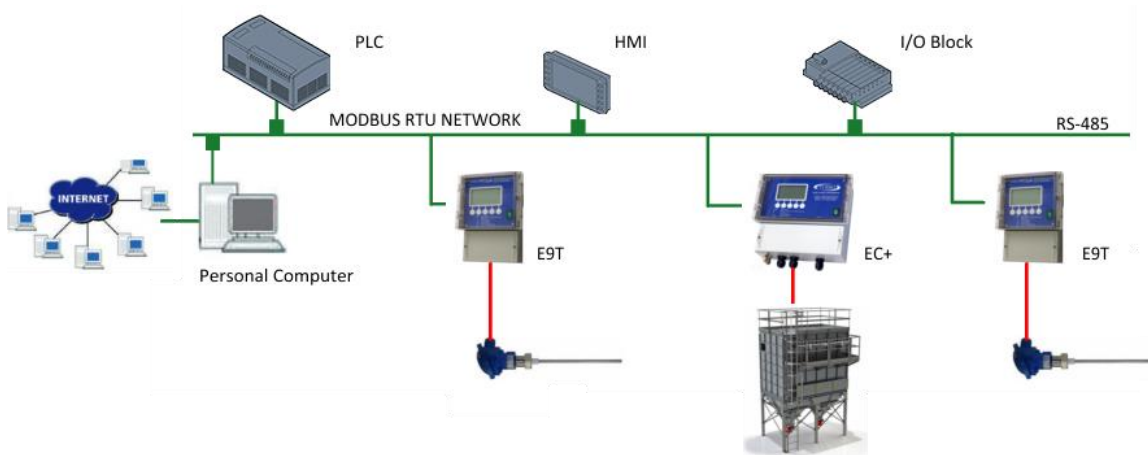 PLC
HMI
I/O Block
MODBUS RTU NETWORK
RS-485
INTERNET
E9T
EC+
E9T
Personal Computer